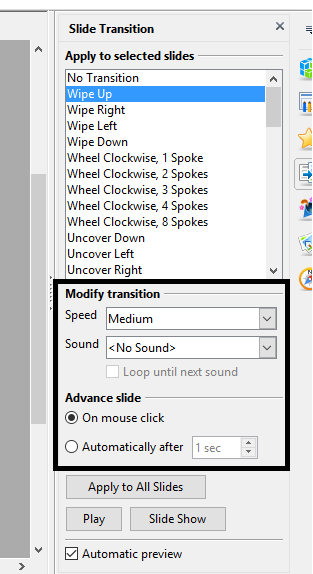 Slide Transition
Apply to selected slides
No Transition
Wipe Up
Wipe Right
Wipe Left
Wipe Down
Wheel Clockwise, 1 Spoke
Wheel Clockwise, 2 Spokes
Wheel Clockwise, 3 Spokes
Wheel Clockwise, 4 Spokes
Wheel Clockwise, 8 Spokes
Uncover Down
Uncover Left
Uncover Right
Modify transition
Speed Medium
Sound <No Sound>
Loop until next sound
Advance slide
On mouse click
Automatically after 1 sec
Apply to All Slides
Play Slide Show
Automatic preview